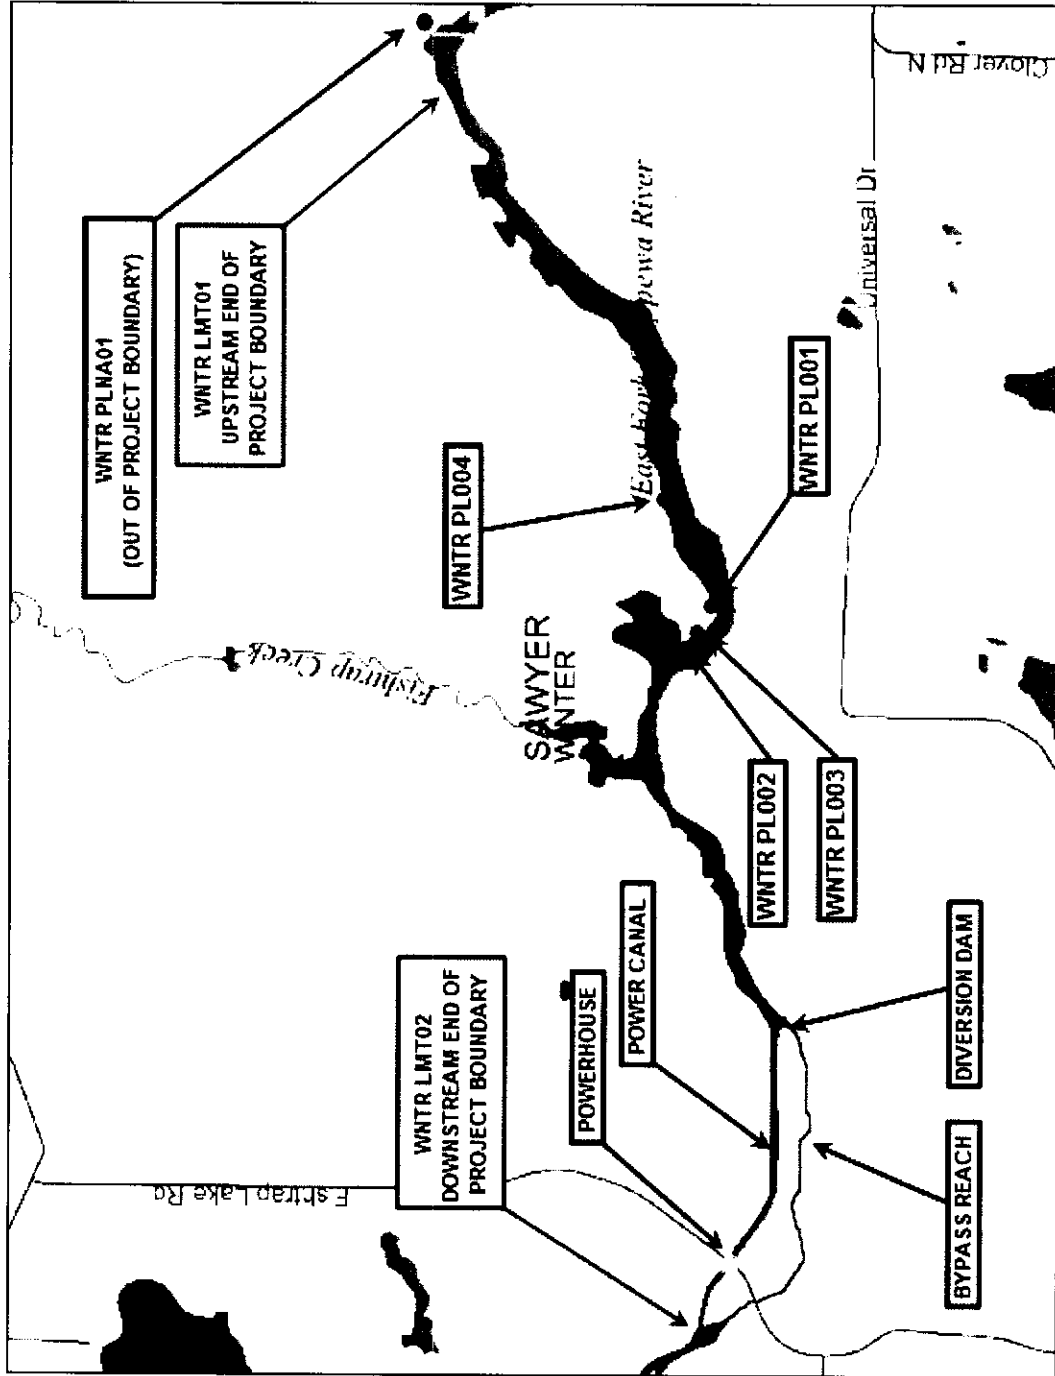 WNTR PLNA01
(OUT OF PROJECT BOUNDARY)
WNTR LMT01
UPSTREAM END OF
PROJECT BOUNDARY
Clover Rd N
WNTR PL004
River
East
Universal Dr
WNTR PL001
Fishtrap Creek
SAWYER
WINTER
WNTR PL002
WNTR PL003
WNTR LMT02
DOWNSTREAM END OF
PROJECT BOUNDARY
POWERHOUSE
POWER CANAL
DIVERSION DAM
Lake Rd
BYPASS REACH